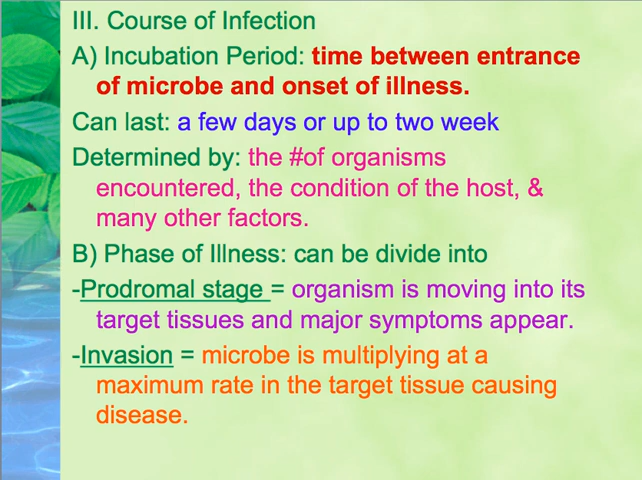 III. Course of Infection
A) Incubation Period: time between entrance
of microbe and onset of illness.
Can last: a few days or up to two week
Determined by: the #of organisms
encountered, the condition of the host, &
many other factors.
B) Phase of Illness: can be divide into
-Prodromal stage = organism is moving into its
target tissues and major symptoms appear.
-Invasion = microbe is multiplying at a
maximum rate in the target tissue causing
disease.